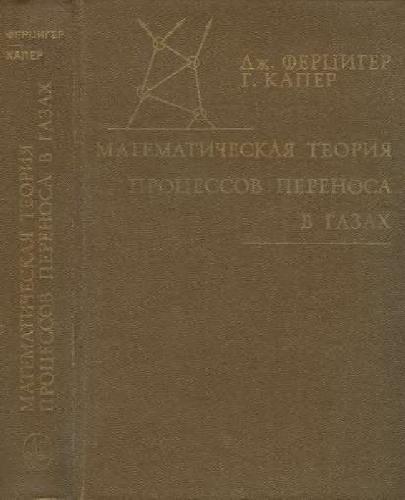 ФЕРЦИГЕР
КАПЕР
МАТЕМАТИЧЕСКАЯ ТЕОРИЯ
ПРОЦЕССОВ ПЕРЕНОСА В ГАЗАХ
Дж. ФЕРЦИГЕР
Г. КАПЕР
МАТЕМАТИЧЕСКАЯ ТЕОРИЯ
ПРОЦЕССОВ ПЕРЕНОСА
В ГАЗАХ